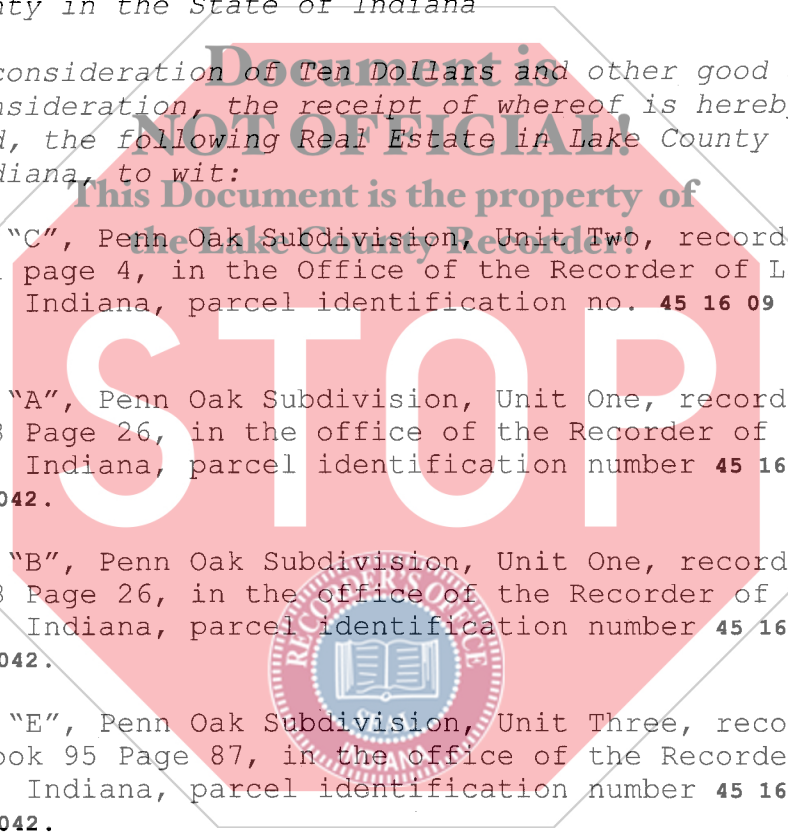 nty in the State of Indiana
consideration of Ten Dollars and other good
nsideration, the receipt of whereof is hereby
d, the following Real Estate in Lake County
diana, to wit:
Document is
NOT OFFICIAL!
This Document is the property of
the Lake County Recorder!
"C", Penn Oak Subdivision, Unit Two, record
page 4, in the Office of the Recorder of L
Indiana, parcel identification no. 45 16 09
STOP
"A", Penn Oak Subdivision, Unit One, record
3 Page 26, in the office of the Recorder of
Indiana, parcel identification number 45 16
042.
"B", Penn Oak Subdivision, Unit One, record
3 Page 26, in the office of the Recorder of
Indiana, parcel identification number 45 16
042.
RECORDER'S OFFICE
SEAL
INDIANA
"E", Penn Oak Subdivision, Unit Three, reco
ook 95 Page 87, in the office of the Recorde
Indiana, parcel identification number 45 16
042.